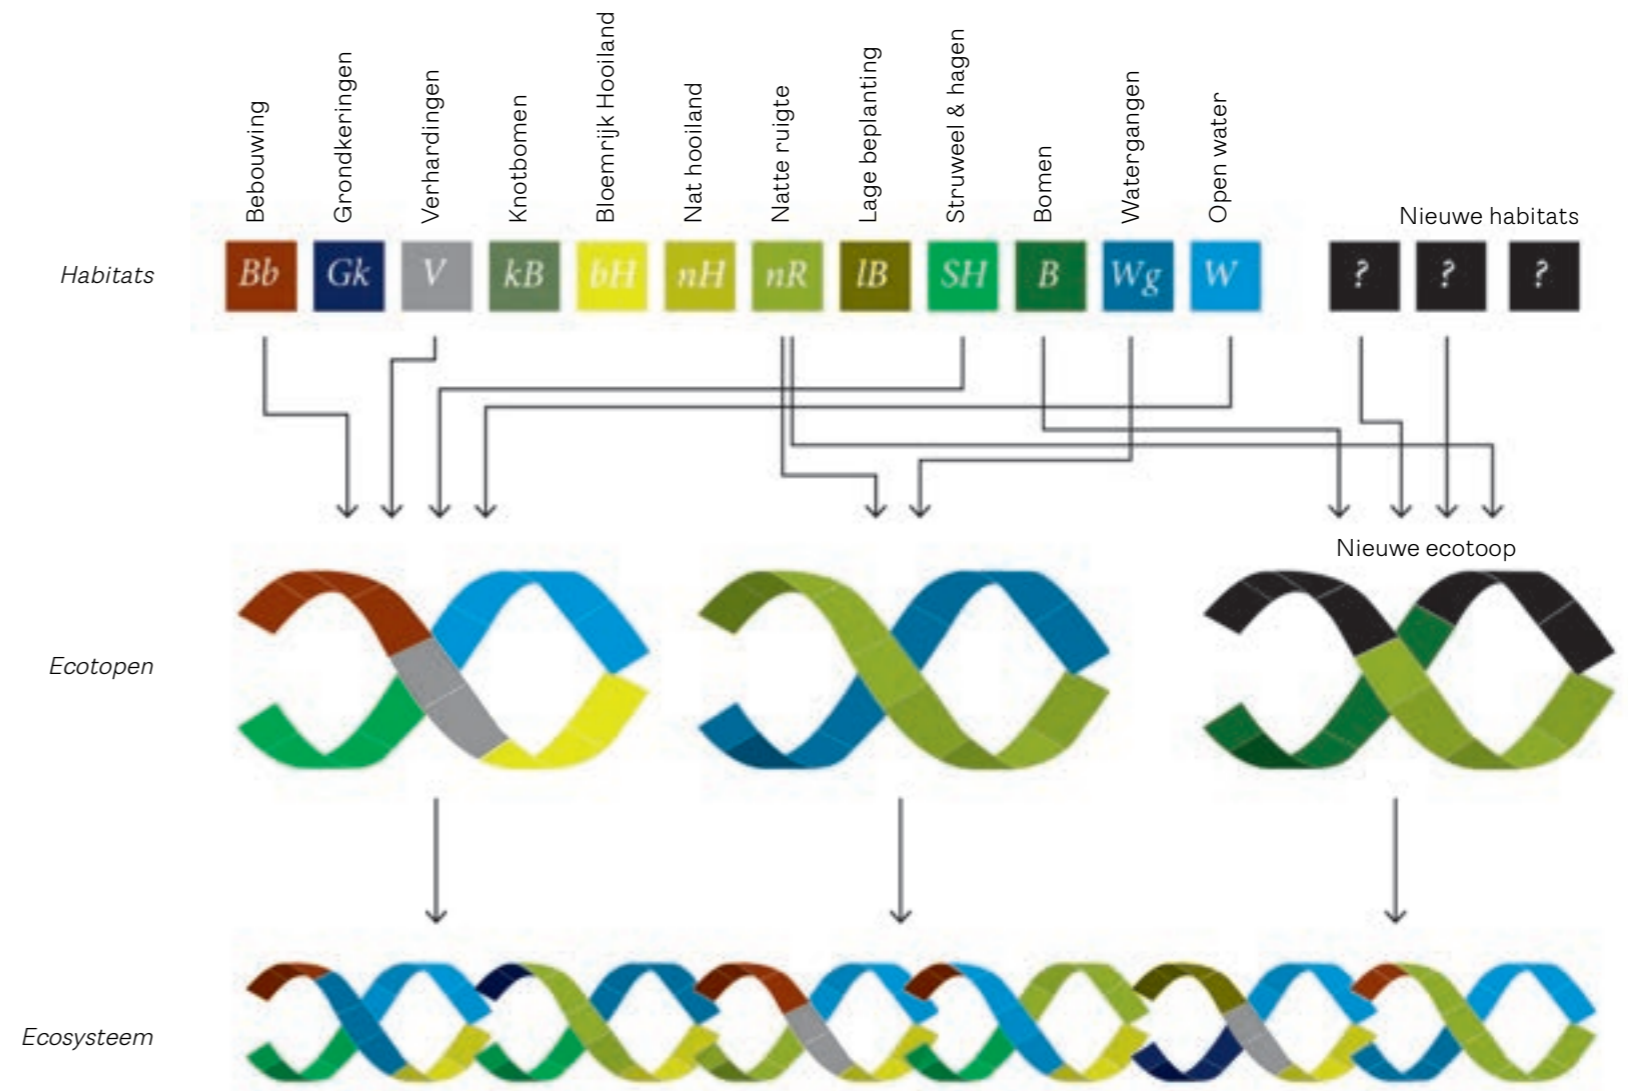 Bebouwing
Grondkeringen
Verhardingen
Knotbomen
Bloemrijk Hooiland
Nat hooiland
Natte ruigte
Lage beplanting
Struweel & hagen
Bomen
Watergangen
Open water
Nieuwe habitats
Habitats
Bb
Gk
V
kB
bH
nH
nR
lB
SH
B
Wg
W
?
?
?
Nieuwe ecotoop
Ecotopen
Ecosysteem